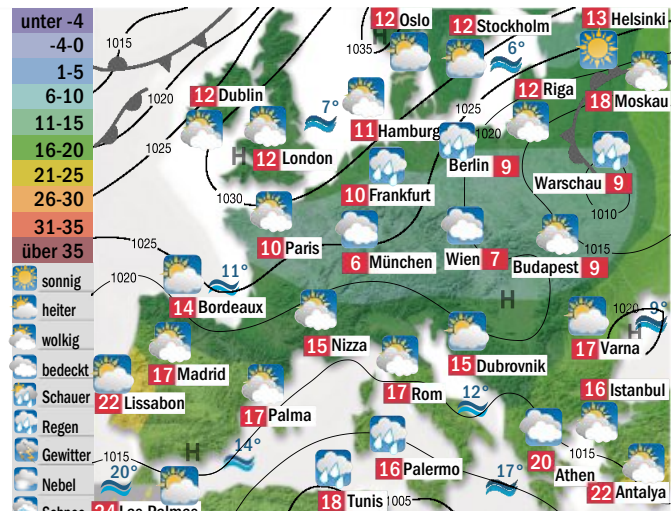 unter -4
-4-0
1-5
6-10
11-15
16-20
21-25
26-30
31-35
über 35
sonnig
heiter
wolkig
bedeckt
Schauer
Regen
Gewitter
Nebel
Schnee
12 Oslo
12 Stockholm
13 Helsinki
1015
1035
6°
12 Riga
18 Moskau
1020
12 Dublin
7°
1025
11 Hamburg
1020
H
12 London
1025
H
Berlin 9
Warschau 9
10 Frankfurt
1030
1010
10 Paris
6 München
Wien 7
Budapest 9
1015
1025
1020
11°
14 Bordeaux
H
1020
9°
H
15 Nizza
15 Dubrovnik
17 Varna
17 Madrid
22 Lissabon
17 Palma
17 Rom
12°
16 Istanbul
1015
H
14°
20°
16 Palermo
17°
20 Athen
1015
22 Antalya
24 Las Palmas
18 Tunis
1005